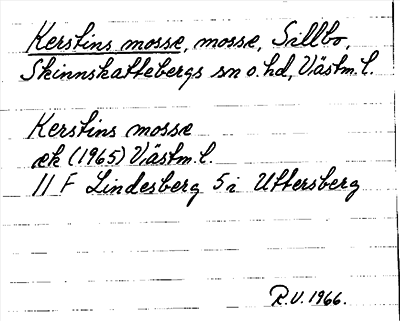 Kerstins mosse, mosse, Sillbo,
Skinnskattebergs sn o. hd, Västm. l.
Kerstins mosse
ek (1965) Västm. l.
11 F Lindesberg 5 i Uttersberg
R.V. 1966.